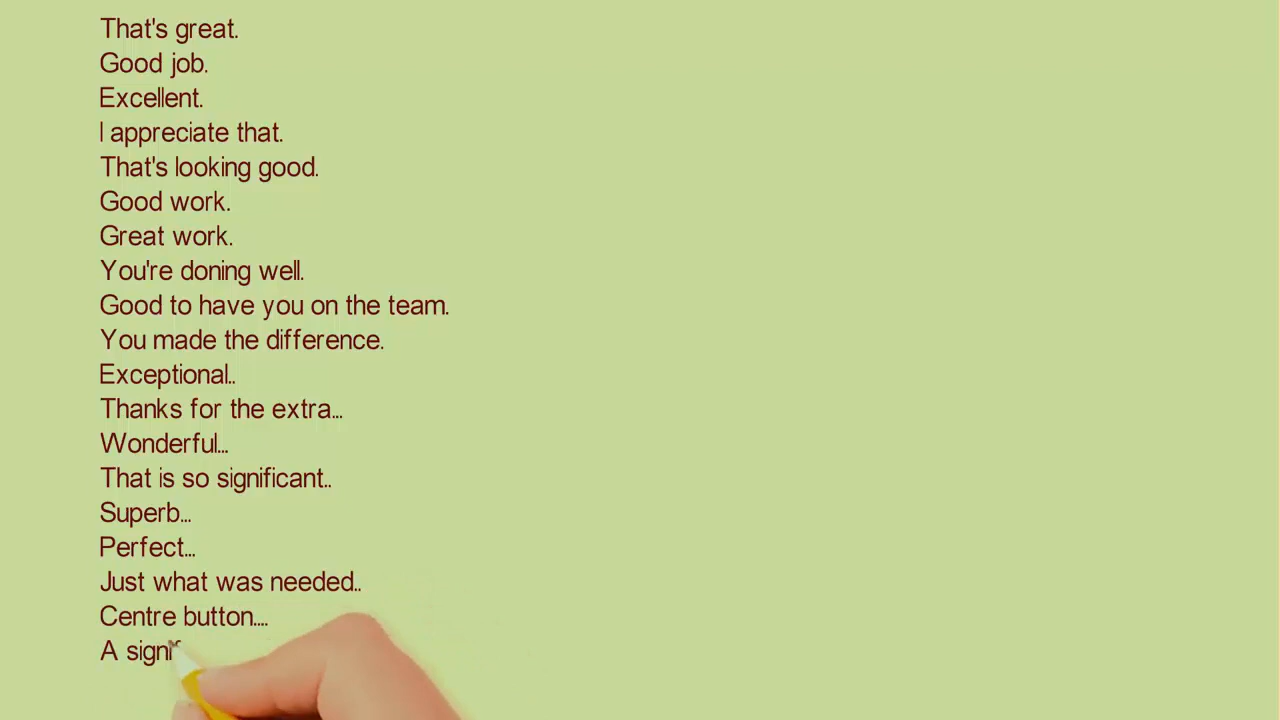 That's great.
Good job.
Excellent.
I appreciate that.
That's looking good.
Good work.
Great work.
You're doning well.
Good to have you on the team.
You made the difference.
Exceptional..
Thanks for the extra...
Wonderful...
That is so significant..
Superb...
Perfect...
Just what was needed..
Centre button....
A signif